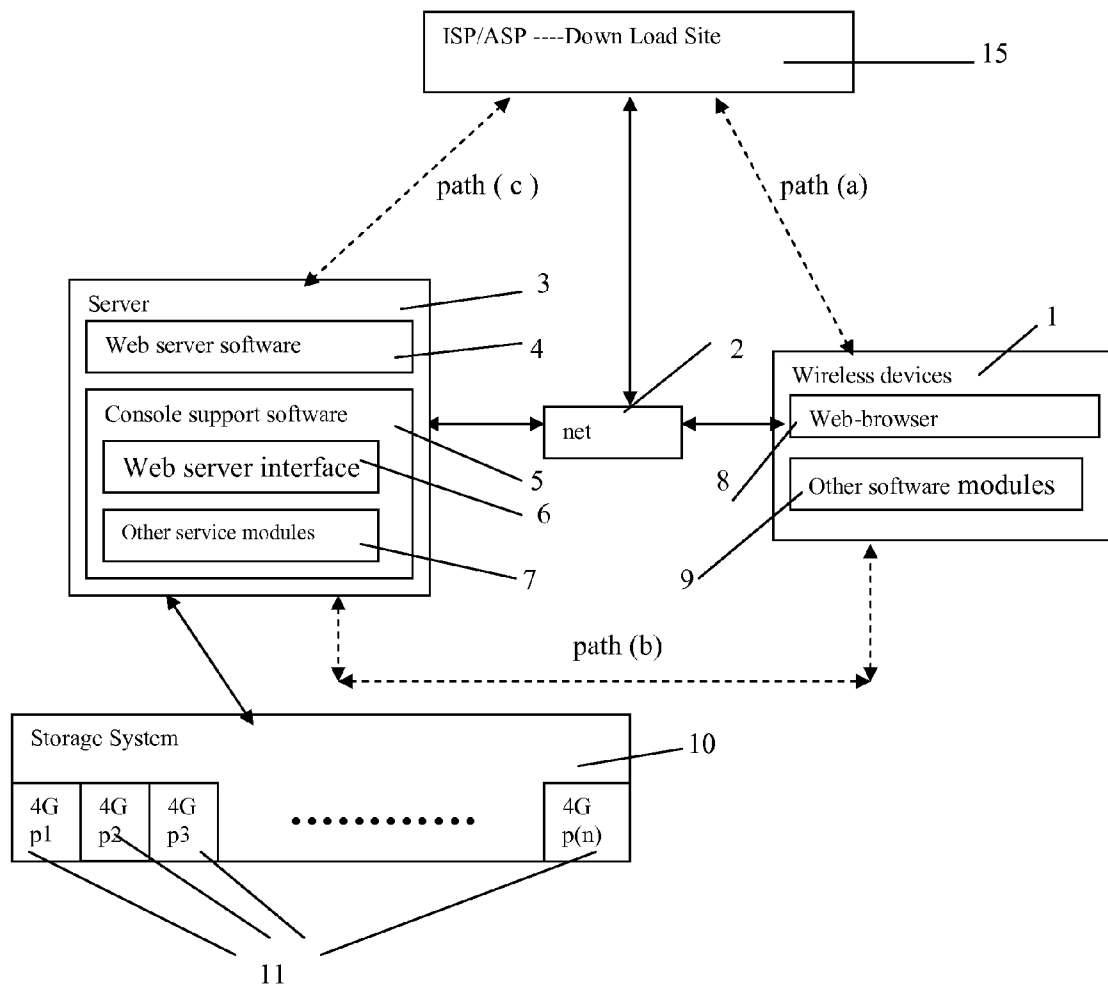 ISP/ASP ----Down Load Site
15
path ( c )
path (a)
Server
3
Web server software
4
Console support software
5
Web server interface
6
Other service modules
7
2
net
1
Wireless devices
Web-browser
8
Other software modules
9
path (b)
Storage System
10
4G
p1
4G
p2
4G
p3
............
4G
p(n)
11